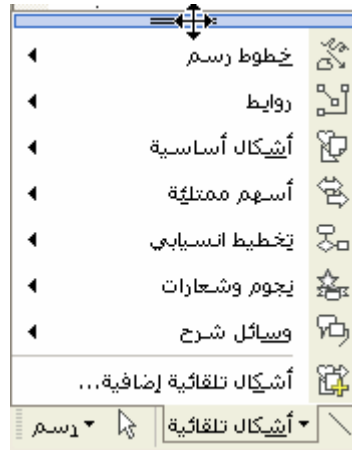 خطوط رسم
روابط
أشكال أساسية
أسهم ممتلئة
تخطيط انسيابي
نجوم وشعارات
وسائل شرح
أشكال تلقائية إضافية...
أشكال تلقائية رسم